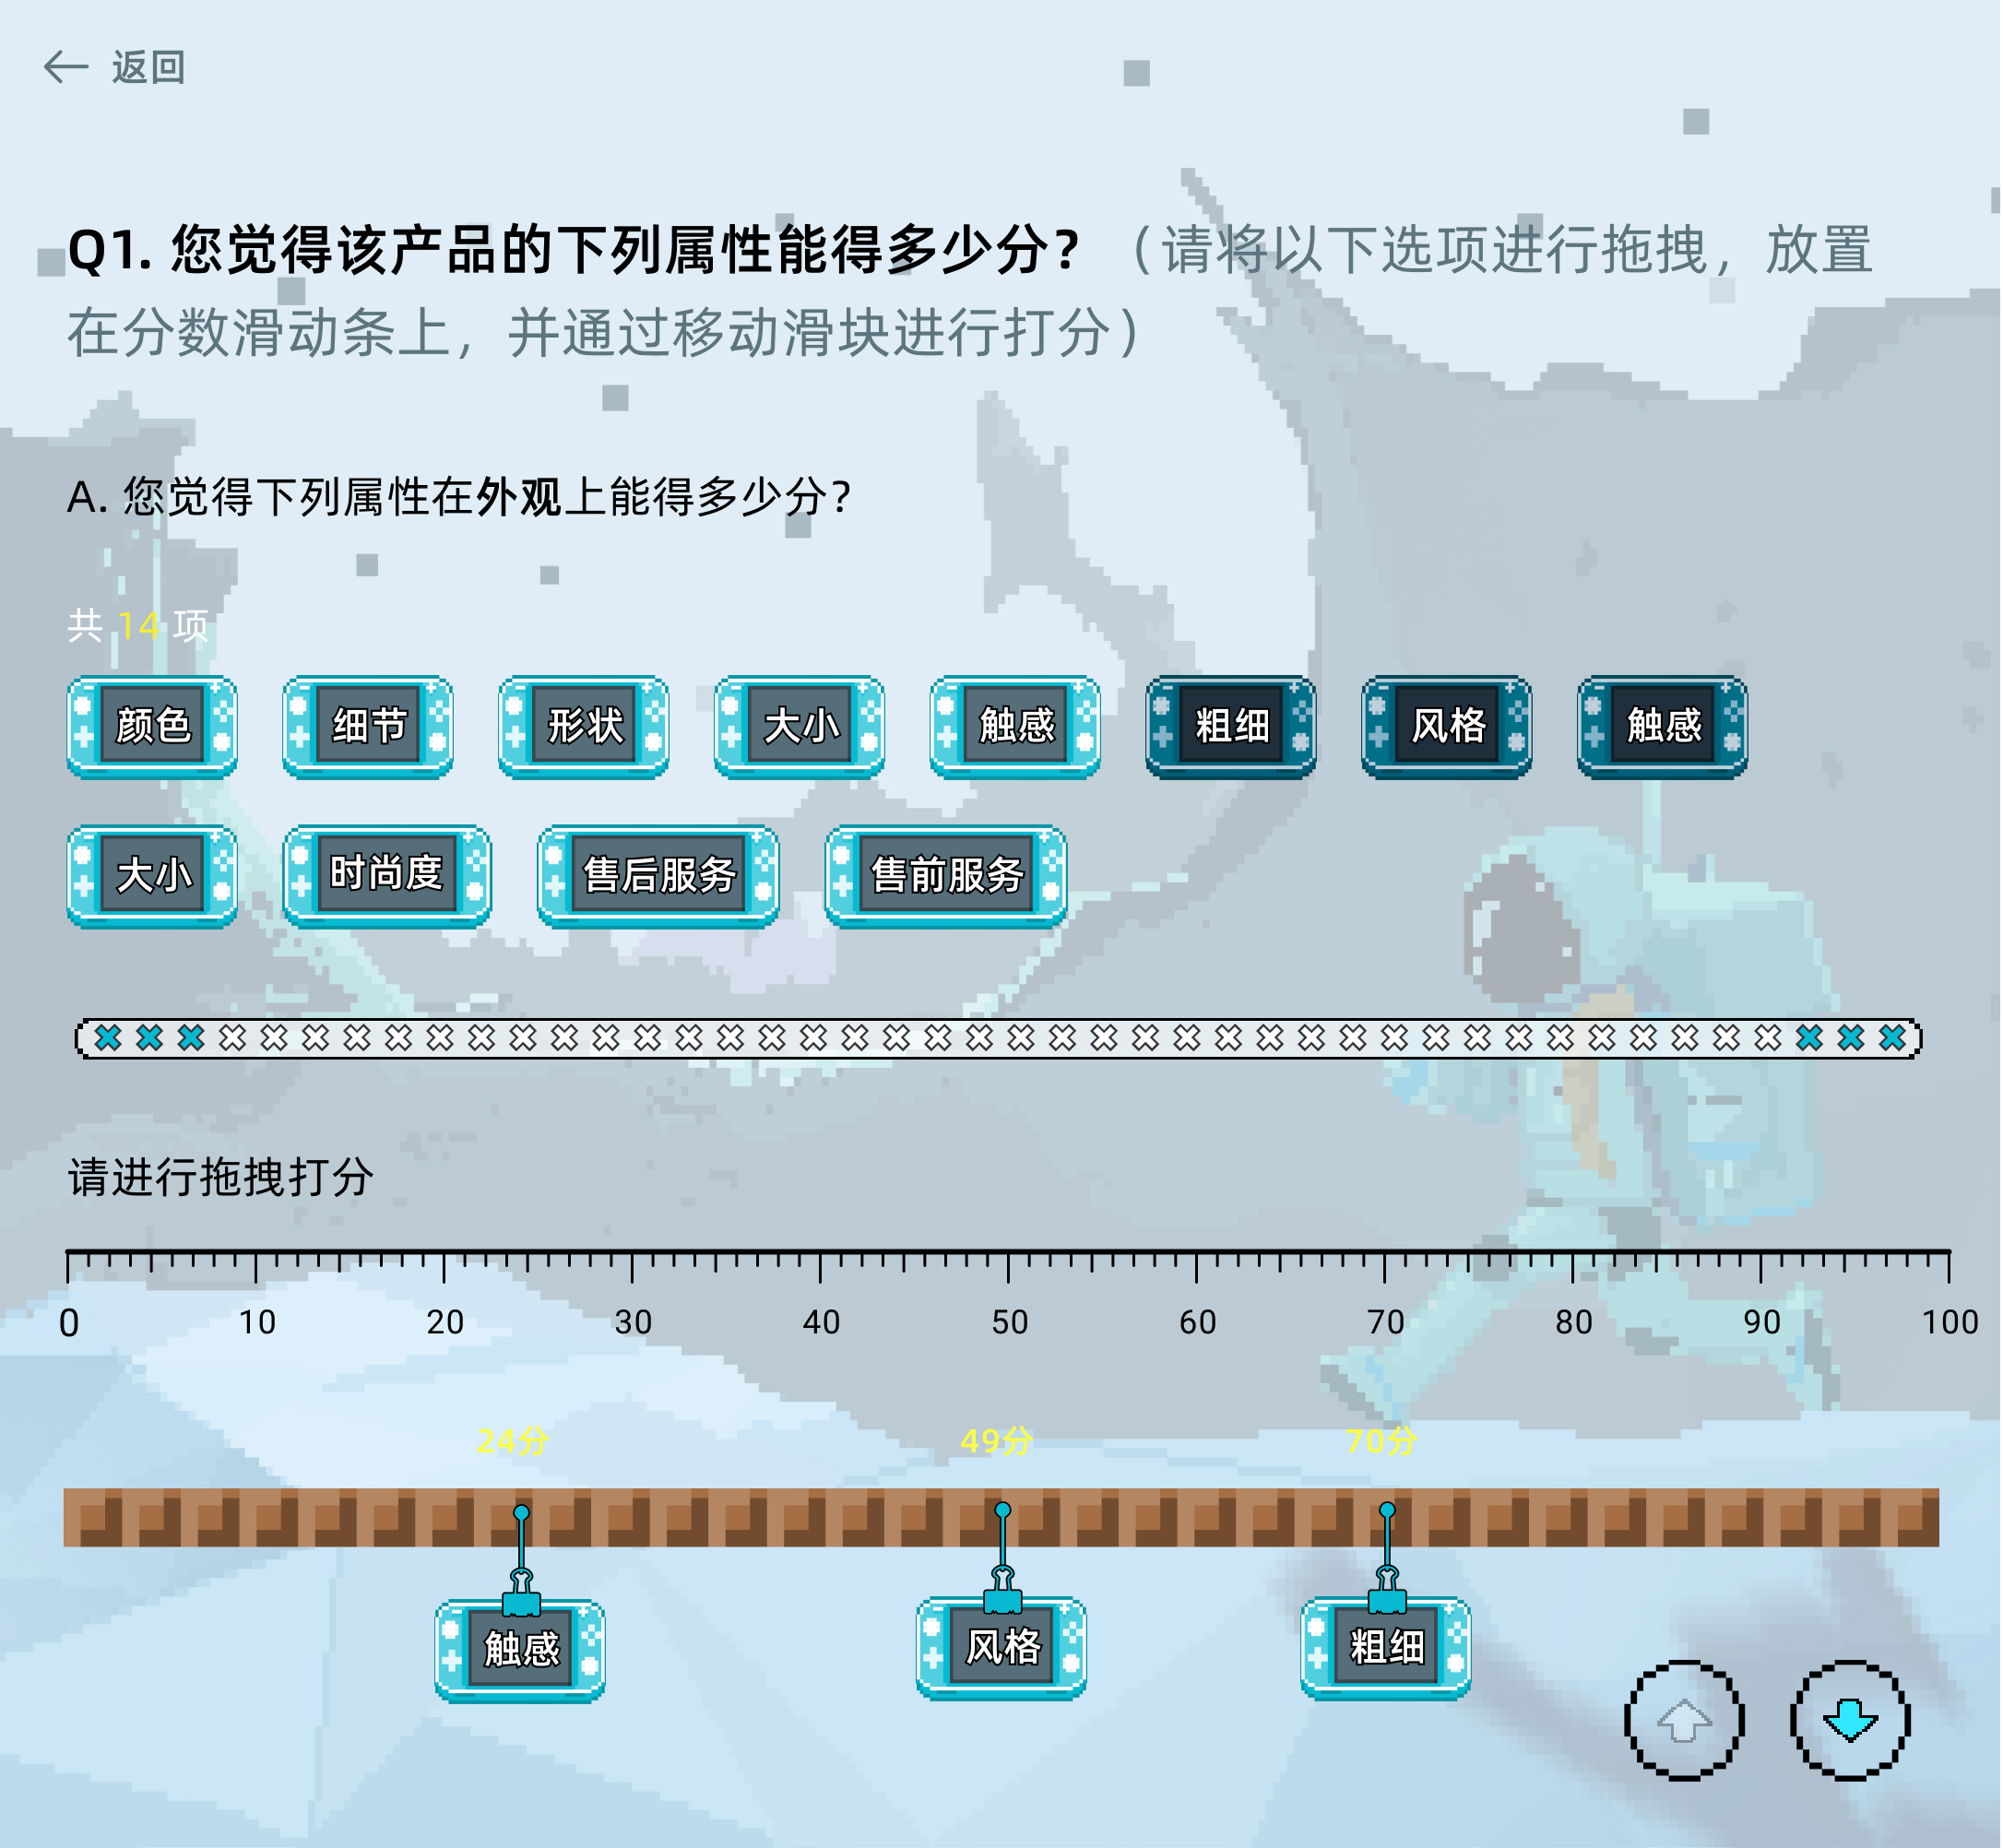 返回
Q1. 您觉得该产品的下列属性能得多少分？（请将以下选项进行拖拽，放置
在分数滑动条上，并通过移动滑块进行打分）
A. 您觉得下列属性在外观上能得多少分？
共 14 项
颜色 细节 形状 大小 触感 粗细 风格 触感
大小 时尚度 售后服务 售前服务
请进行拖拽打分
0 10 20 30 40 50 60 70 80 90 100
24分 49分 70分
触感 风格 粗细